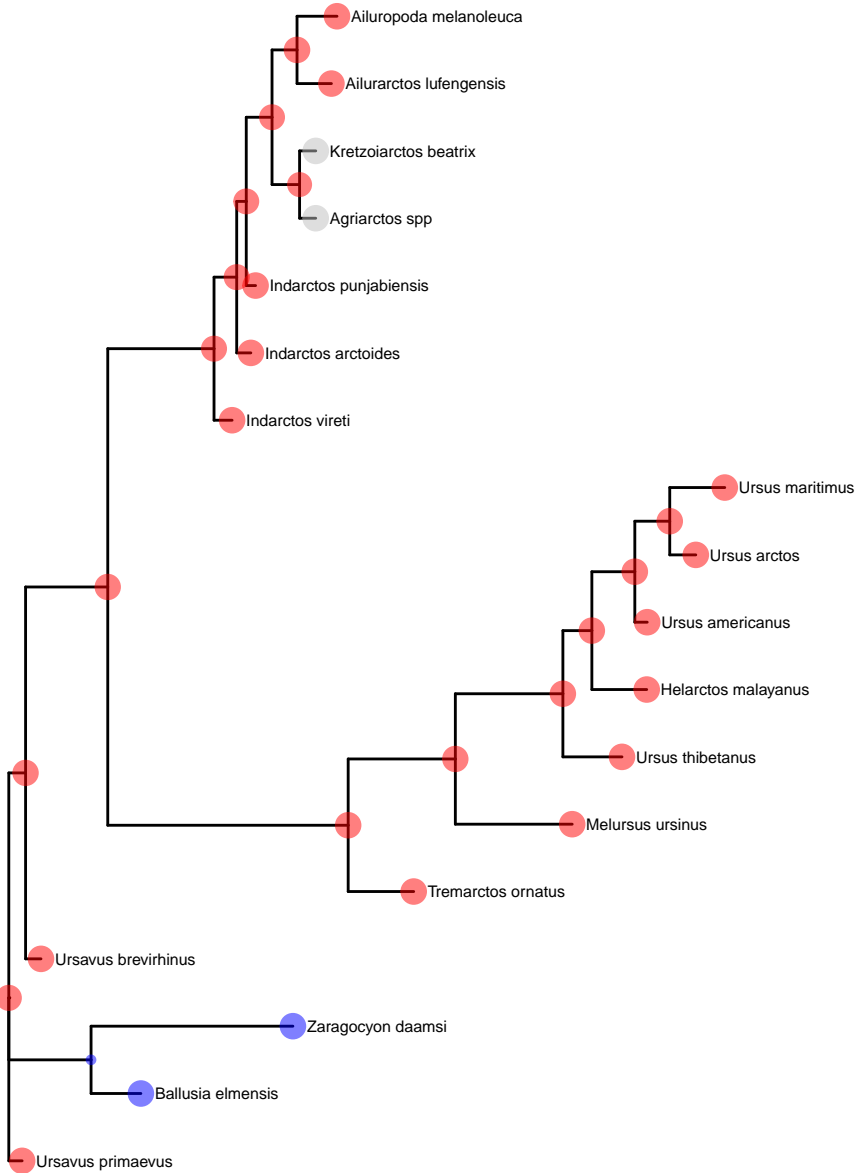 Ailuropoda melanoleuca
Ailurarctos lufengensis
Kretzoiarctos beatrix
Agriarctos spp
Indarctos punjabiensis
Indarctos arctoides
Indarctos vireti
Ursus maritimus
Ursus arctos
Ursus americanus
Helarctos malayanus
Ursus thibetanus
Melursus ursinus
Tremarctos ornatus
Ursavus brevirhinus
Zaragocyon daamsi
Ballusia elmensis
Ursavus primaevus